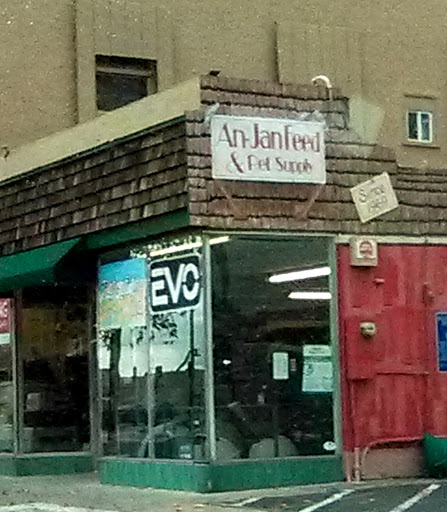 An-Jan Feed
& Pet Supply
Since
1969
EVO